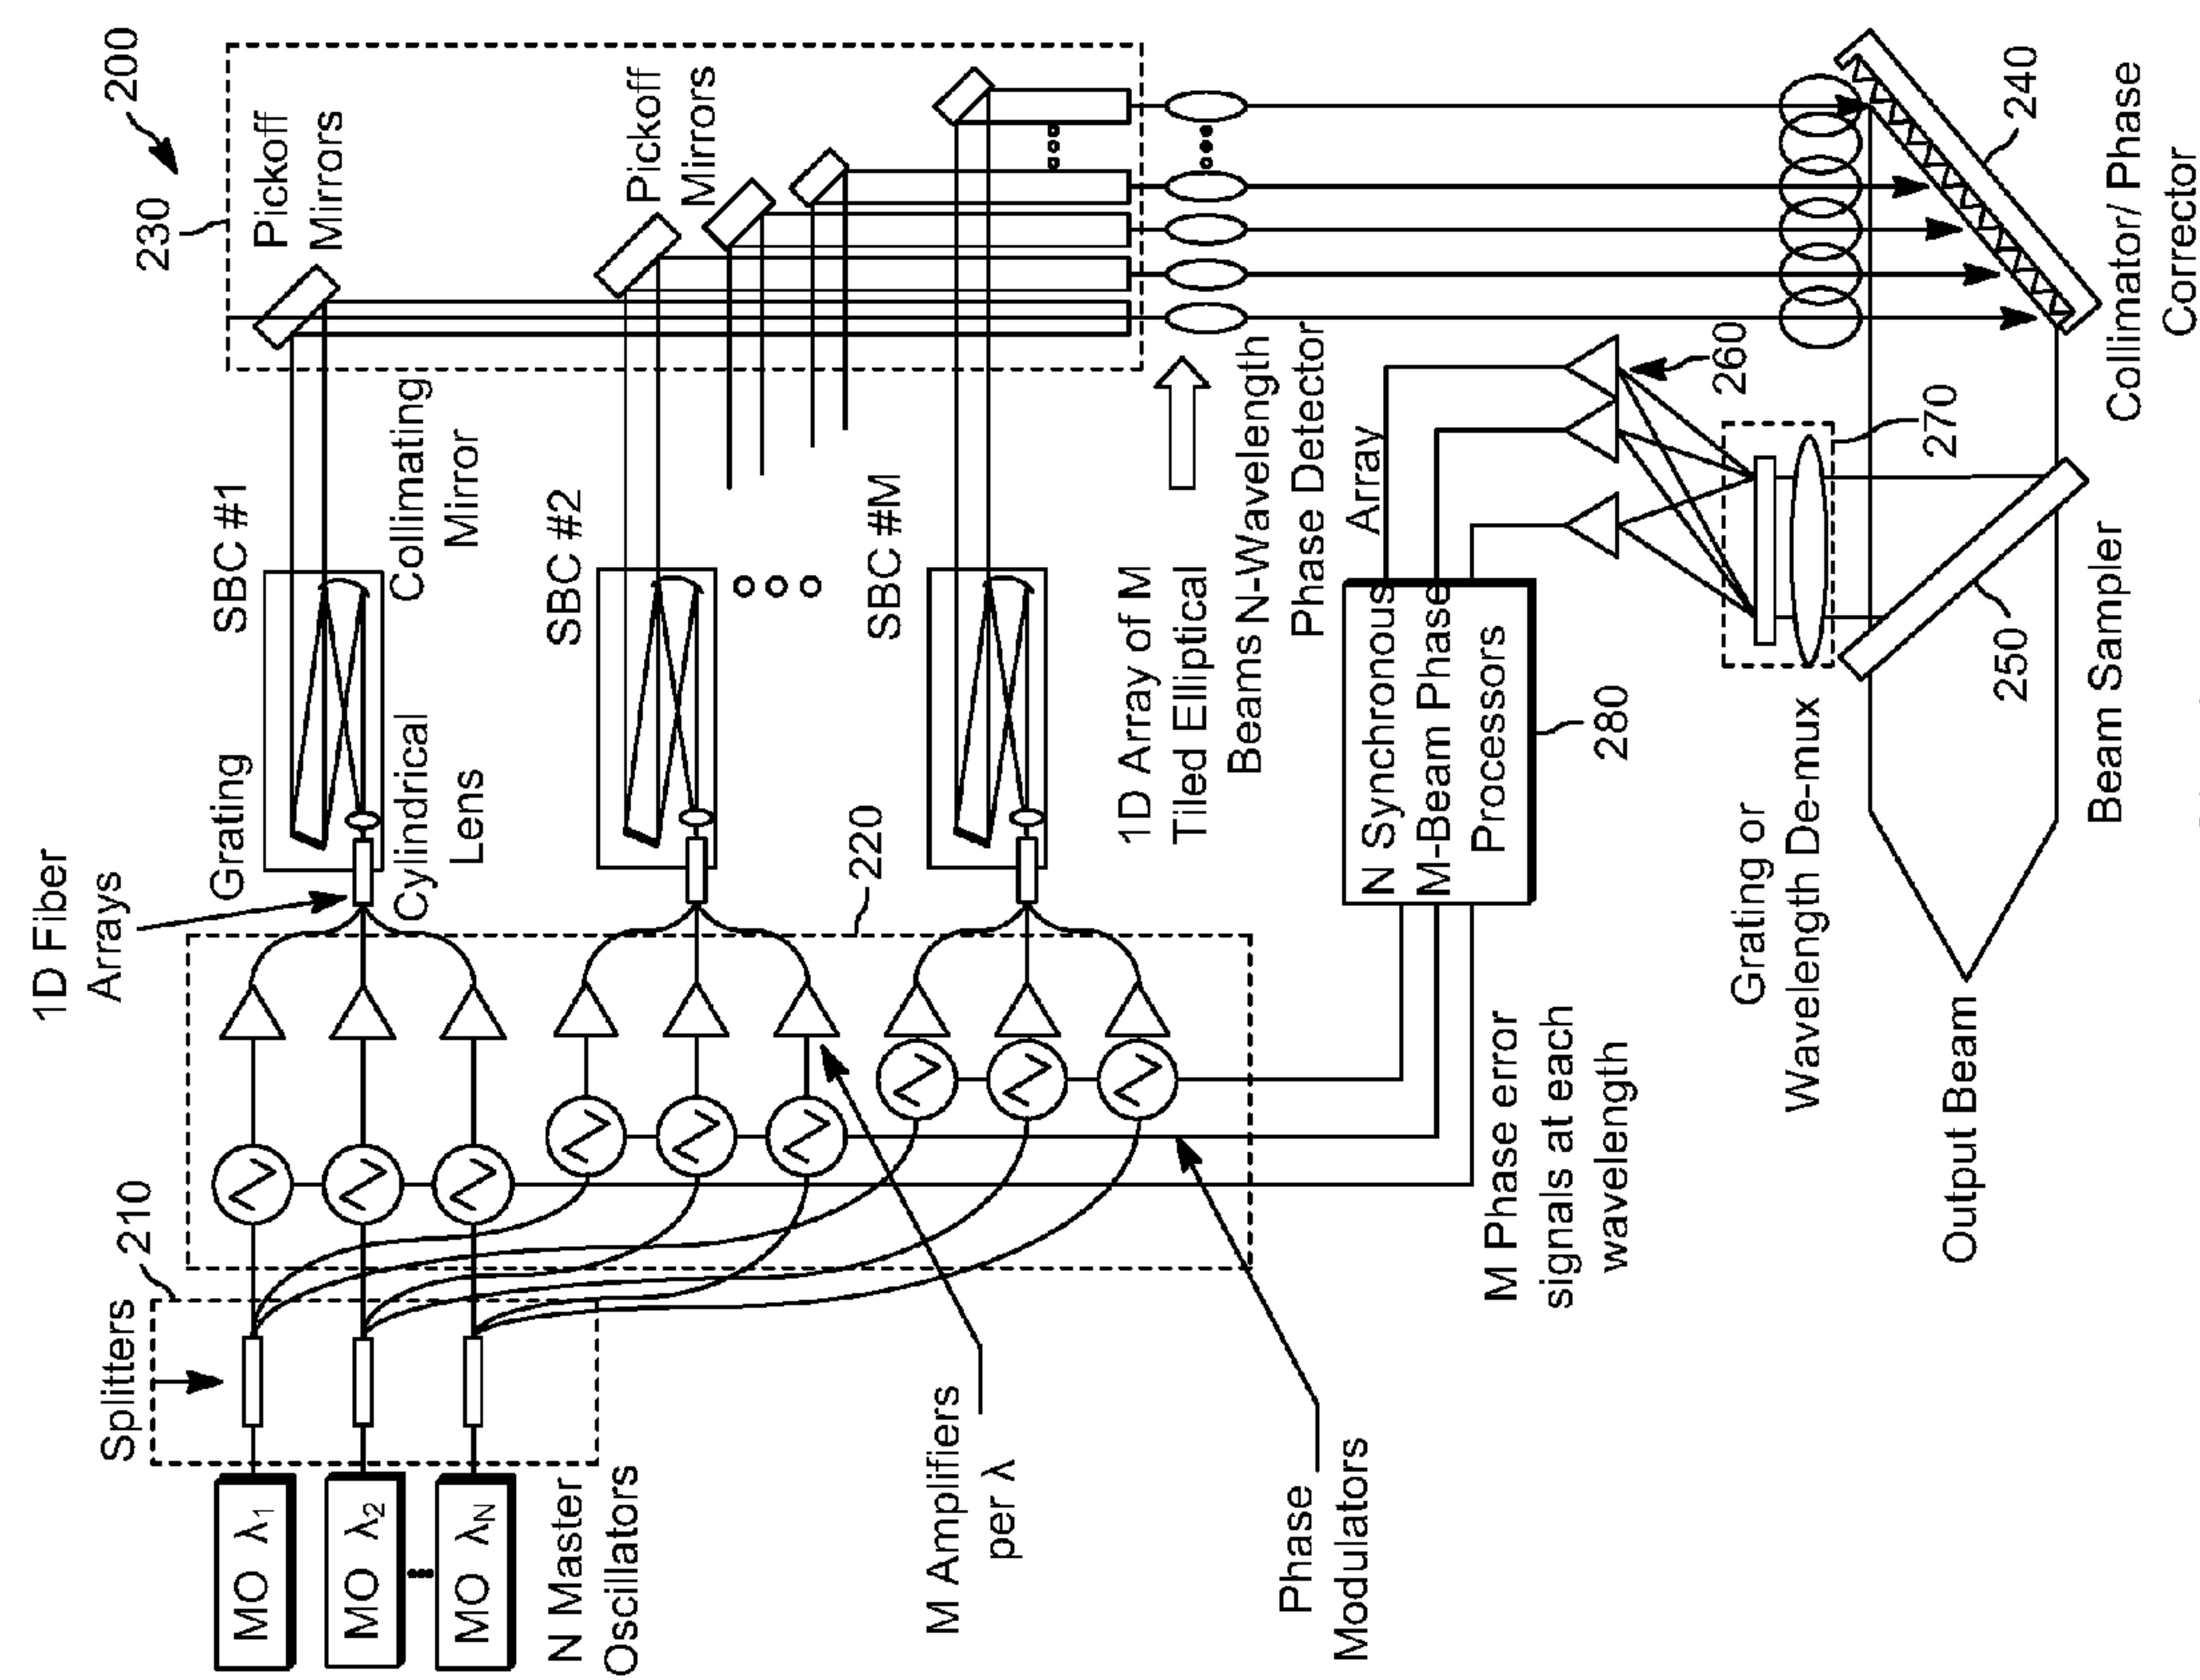 200
230
Pickoff
Mirrors
Pickoff
Mirrors
SBC #1
Collimating
Mirror
SBC #2
SBC #M
Grating
Cylindrical
Lens
1D Fiber
Arrays
220
1D Array of M
Tiled Elliptical
Beams
N-Wavelength
Phase Detector
Array
210
Splitters
MO λ1
MO λ2
MO λN
N Master
Oscillators
M Amplifiers
per λ
Phase
Modulators
M Phase error
signals at each
wavelength
N Synchronous
M-Beam Phase
Processors
280
260
270
Grating or
Wavelength De-mux
250
Beam Sampler
240
Collimator/ Phase
Corrector
Output Beam